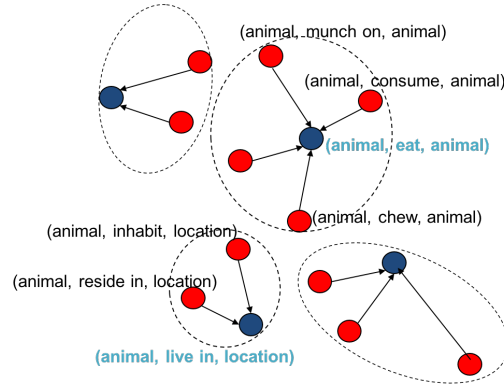 (animal, munch on, animal)
(animal, consume, animal)
(animal, eat, animal)
(animal, chew, animal)
(animal, inhabit, location)
(animal, reside in, location)
(animal, live in, location)